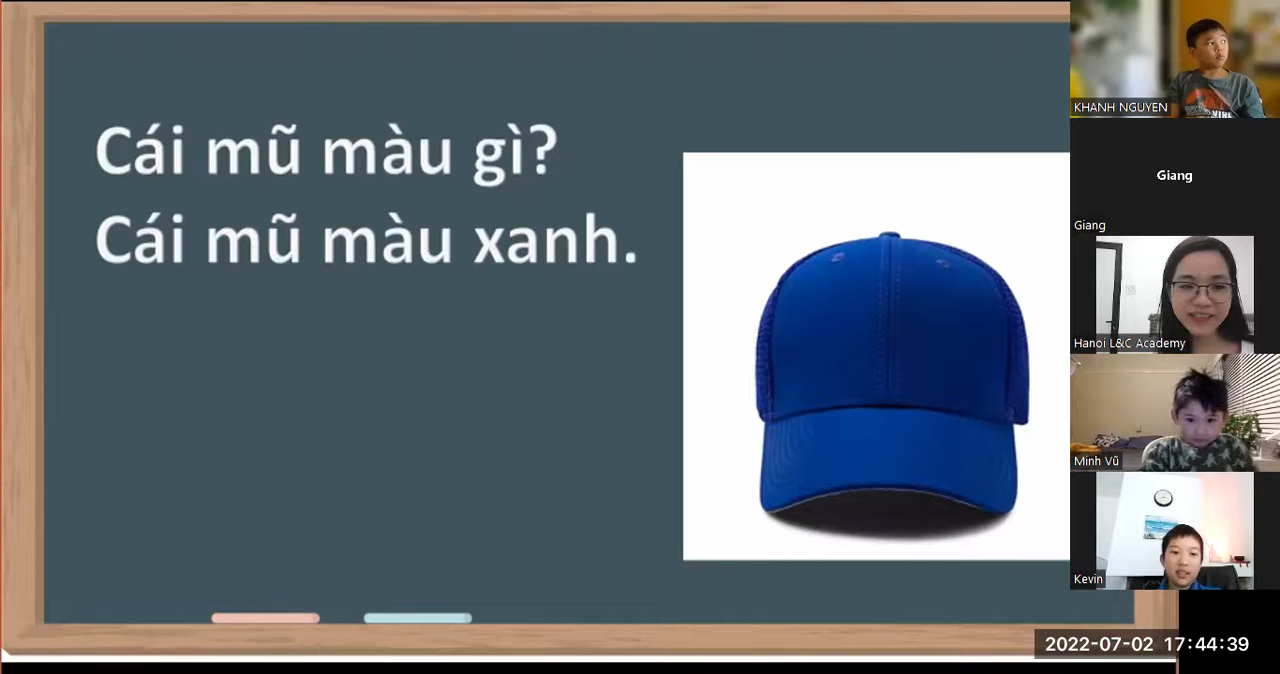 Cái mũ màu gì?
Cái mũ màu xanh.
KHANH NGUYEN
Giang
Giang
Hanoi L&C Academy
Minh Vũ
Kevin
2022-07-02 17:44:39